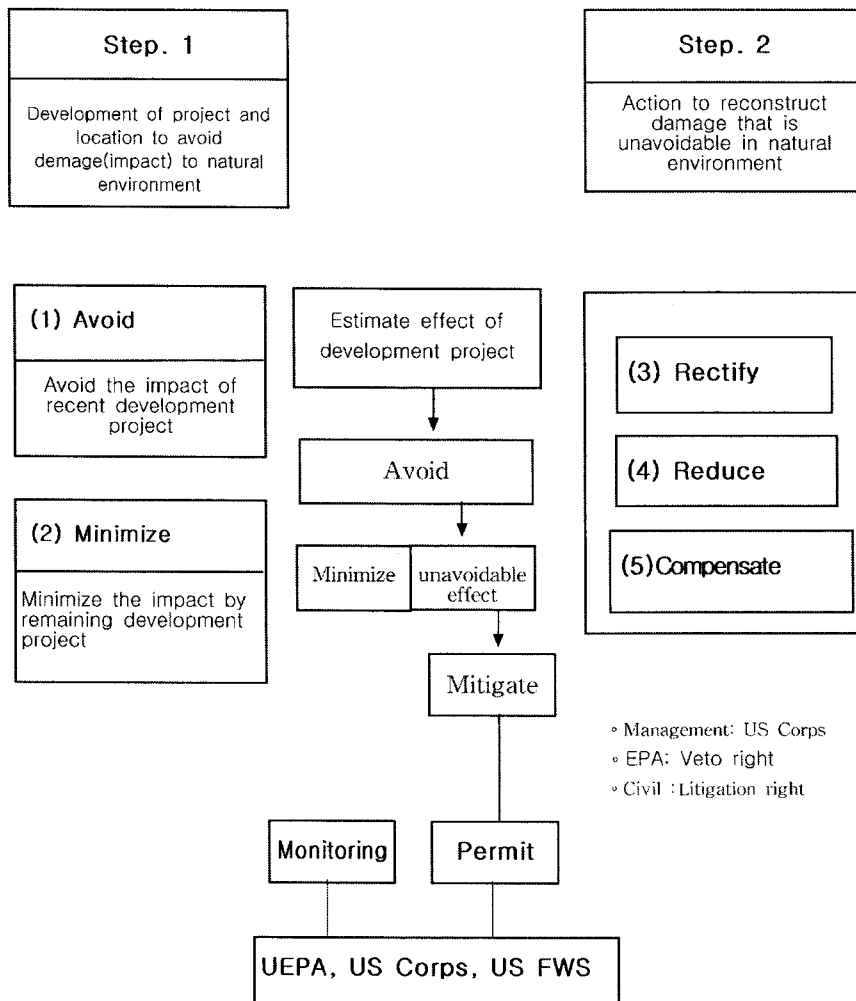 Step. 1
Development of project and
location to avoid
demage(impact) to natural
environment
Step. 2
Action to reconstruct
damage that is
unavoidable in natural
environment
(1) Avoid
Avoid the impact of
recent development
project
(2) Minimize
Minimize the impact by
remaining development
project
Estimate effect of
development project
Avoid
Minimize
unavoidable
effect
Mitigate
Monitoring
Permit
UEPA, US Corps, US FWS
(3) Rectify
(4) Reduce
(5)Compensate
◦ Management: US Corps
◦ EPA: Veto right
◦ Civil :Litigation right